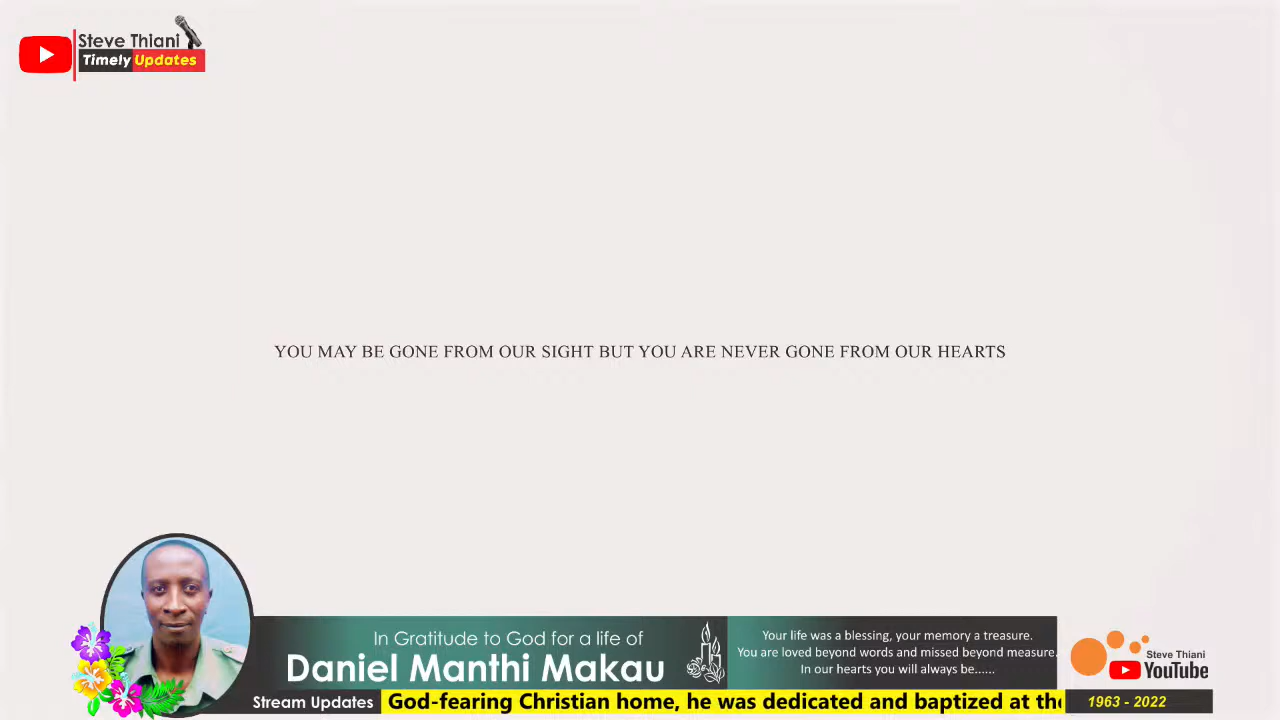 Steve Thiani
Timely Updates
YOU MAY BE GONE FROM OUR SIGHT BUT YOU ARE NEVER GONE FROM OUR HEARTS
In Gratitude to God for a life of
Daniel Manthi Makau
Your life was a blessing, your memory a treasure.
You are loved beyond words and missed beyond measure.
In our hearts you will always be......
Steve Thiani
YouTube
Stream Updates
God-fearing Christian home, he was dedicated and baptized at the
1963 - 2022